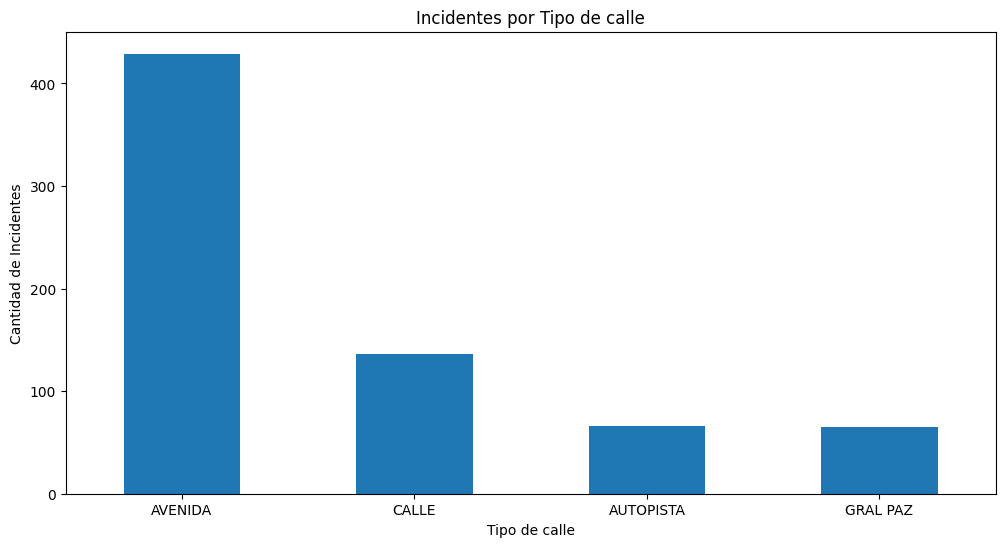 Incidentes por Tipo de calle
Cantidad de Incidentes
400
300
200
100
0
AVENIDA
CALLE
AUTOPISTA
GRAL PAZ
Tipo de calle